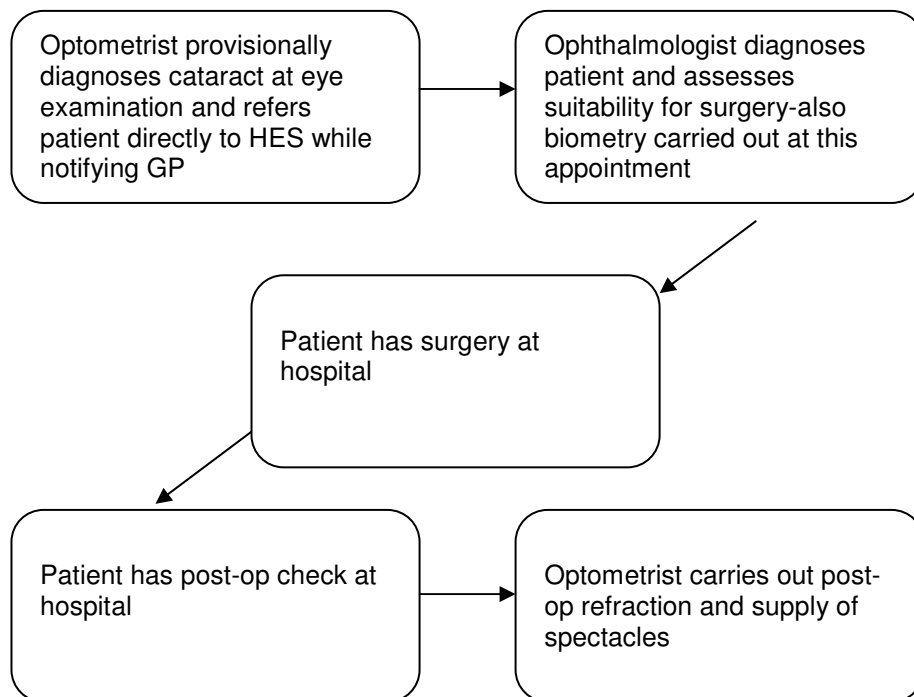 Optometrist provisionally
diagnoses cataract at eye
examination and refers
patient directly to HES while
notifying GP
Ophthalmologist diagnoses
patient and assesses
suitability for surgery-also
biometry carried out at this
appointment
Patient has surgery at
hospital
Patient has post-op check at
hospital
Optometrist carries out post-
op refraction and supply of
spectacles